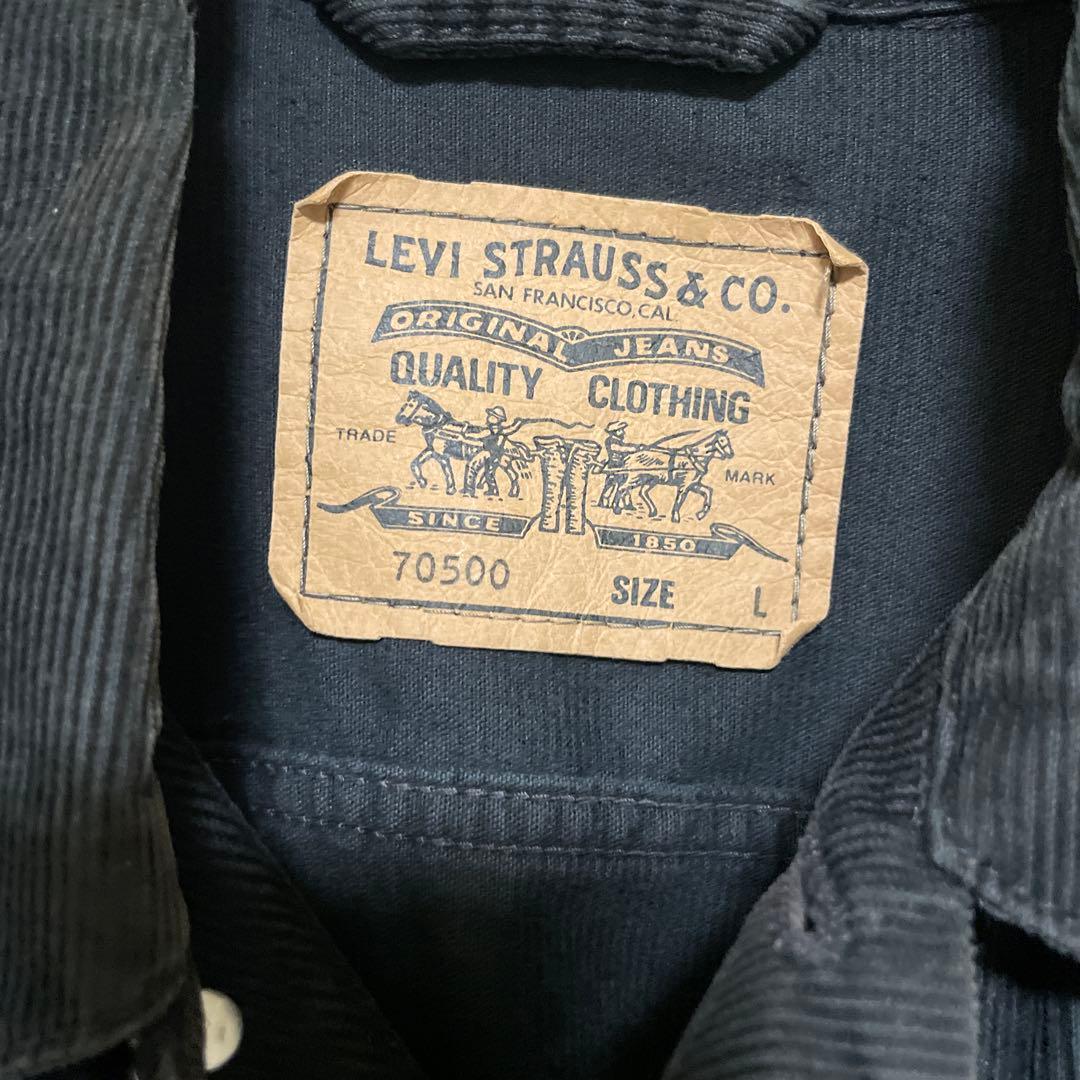 LEVI STRAUSS & CO.
SAN FRANCISCO, CAL.
ORIGINAL JEANS
QUALITY CLOTHING
TRADE MARK
SINCE 1850
70500 SIZE L